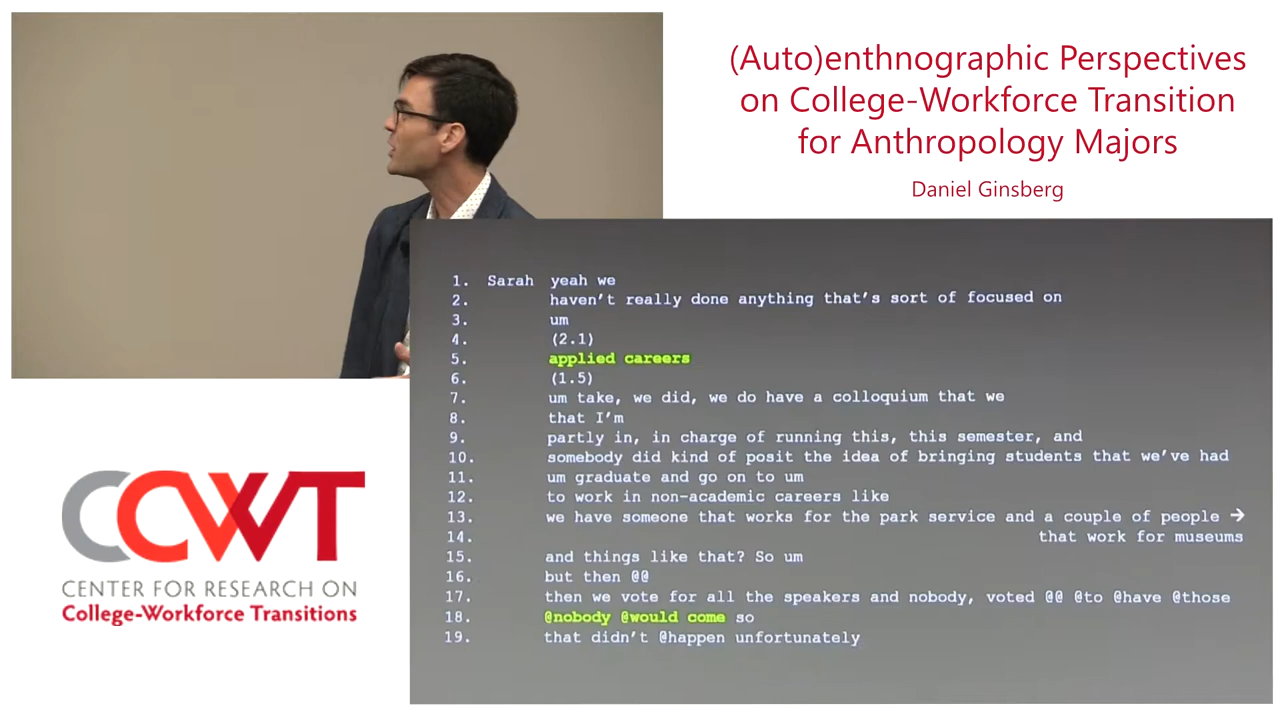 (Auto)enthnographic Perspectives
on College-Workforce Transition
for Anthropology Majors
Daniel Ginsberg
1. Sarah yeah we
2. haven't really done anything that's sort of focused on
3. um
4. (2.1)
5. applied careers
6. (1.5)
7. um take, we did, we do have a colloquium that we
8. that I'm
9. partly in, in charge of running this, this semester, and
10. somebody did kind of posit the idea of bringing students that we've had
11. um graduate and go on to um
12. to work in non-academic careers like
13. we have someone that works for the park service and a couple of people →
14. that work for museums
15. and things like that? So um
16. but then @@
17. then we vote for all the speakers and nobody, voted @@ @to @have @those
18. @nobody @would come so
19. that didn't @happen unfortunately
CCWT
CENTER FOR RESEARCH ON
College-Workforce Transitions